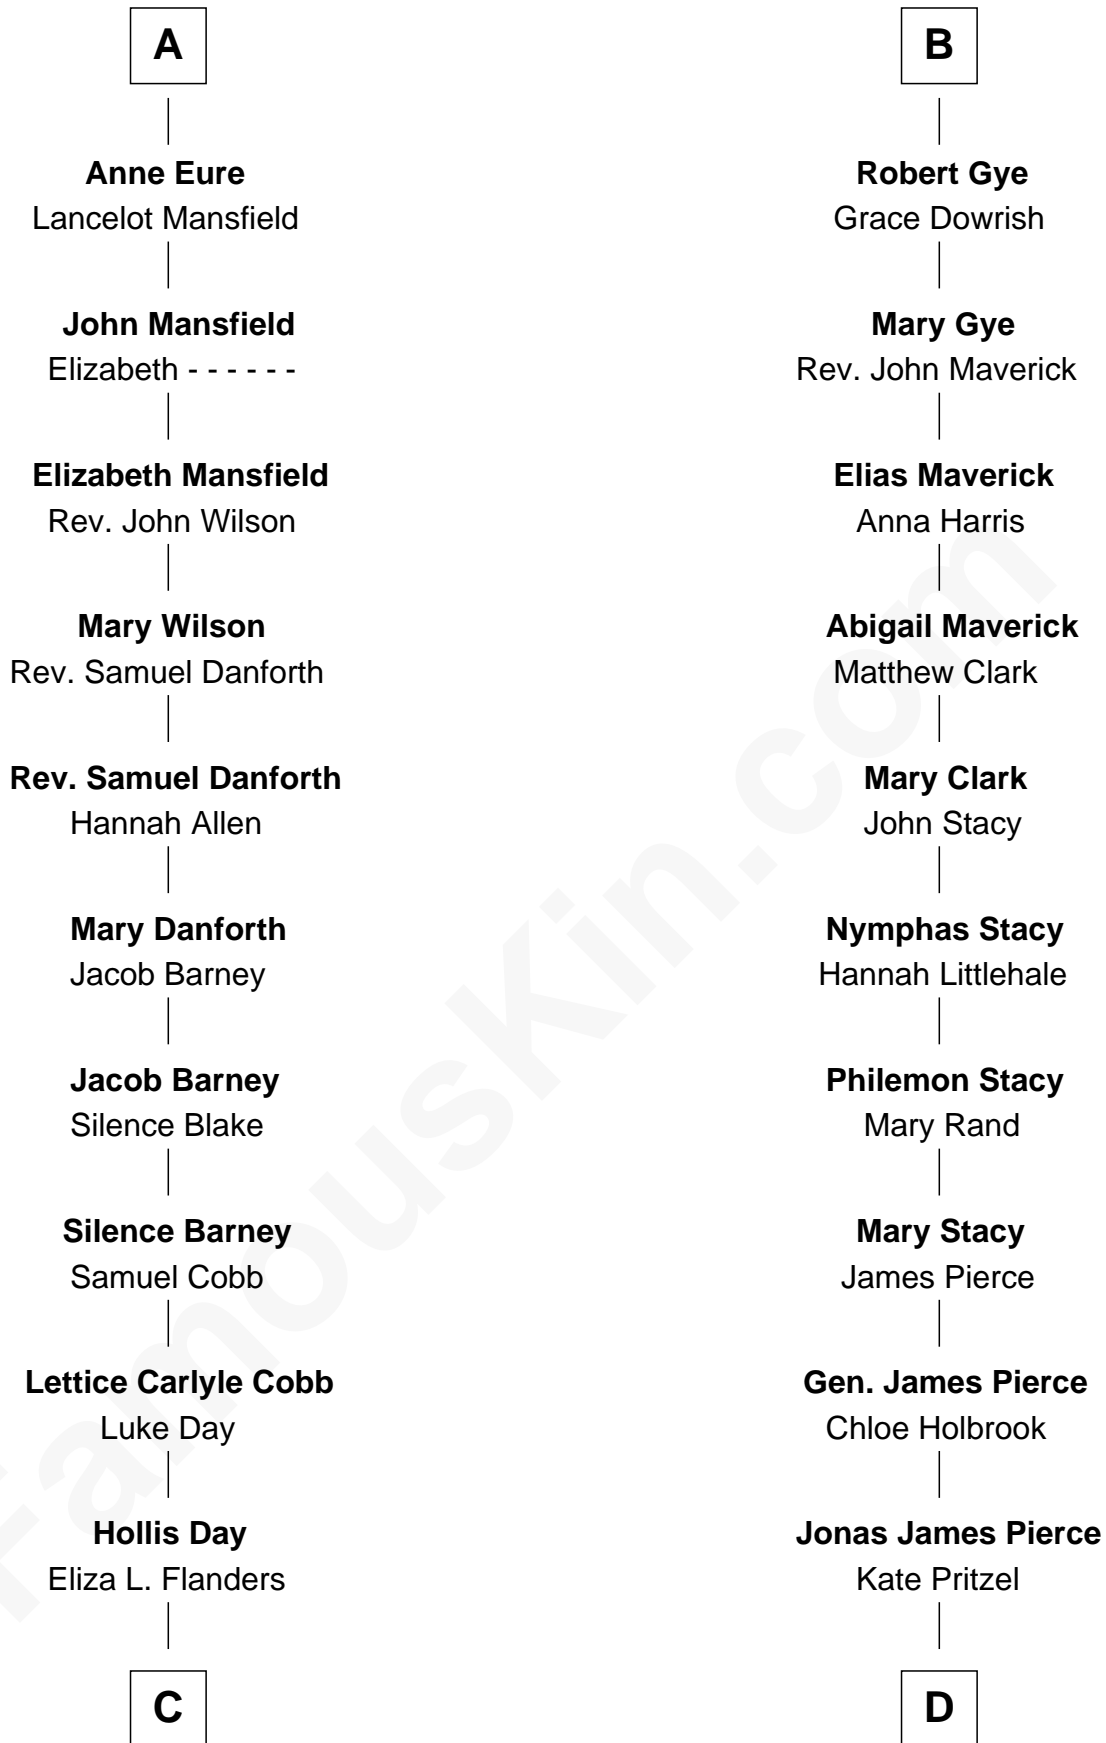 A
Anne Eure
Lancelot Mansfield
John Mansfield
Elizabeth - - - - - -
Elizabeth Mansfield
Rev. John Wilson
Mary Wilson
Rev. Samuel Danforth
Rev. Samuel Danforth
Hannah Allen
Mary Danforth
Jacob Barney
Jacob Barney
Silence Blake
Silence Barney
Samuel Cobb
Lettice Carlyle Cobb
Luke Day
Hollis Day
Eliza L. Flanders
C
B
Robert Gye
Grace Dowrish
Mary Gye
Rev. John Maverick
Elias Maverick
Anna Harris
Abigail Maverick
Matthew Clark
Mary Clark
John Stacy
Nymphas Stacy
Hannah Littlehale
Philemon Stacy
Mary Rand
Mary Stacy
James Pierce
Gen. James Pierce
Chloe Holbrook
Jonas James Pierce
Kate Pritzel
D
FamousKin.com